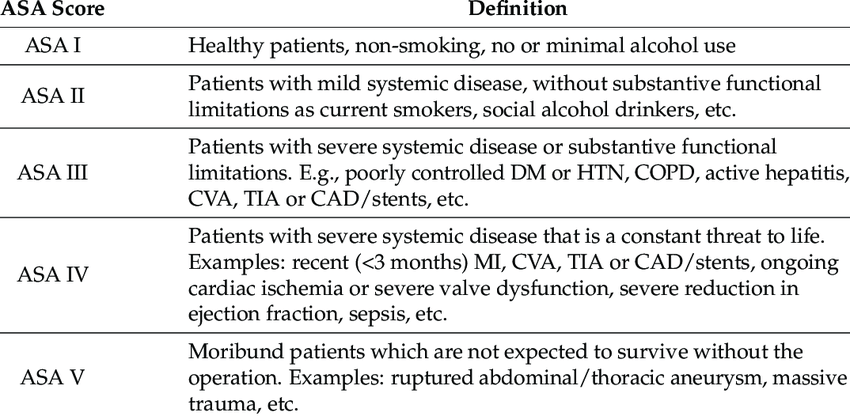 ASA Score Definition
ASA I Healthy patients, non-smoking, no or minimal alcohol use
ASA II Patients with mild systemic disease, without substantive functional
limitations as current smokers, social alcohol drinkers, etc.
ASA III Patients with severe systemic disease or substantive functional
limitations. E.g., poorly controlled DM or HTN, COPD, active hepatitis,
CVA, TIA or CAD/stents, etc.
ASA IV Patients with severe systemic disease that is a constant threat to life.
Examples: recent (<3 months) MI, CVA, TIA or CAD/stents, ongoing
cardiac ischemia or severe valve dysfunction, severe reduction in
ejection fraction, sepsis, etc.
ASA V Moribund patients which are not expected to survive without the
operation. Examples: ruptured abdominal/thoracic aneurysm, massive
trauma, etc.